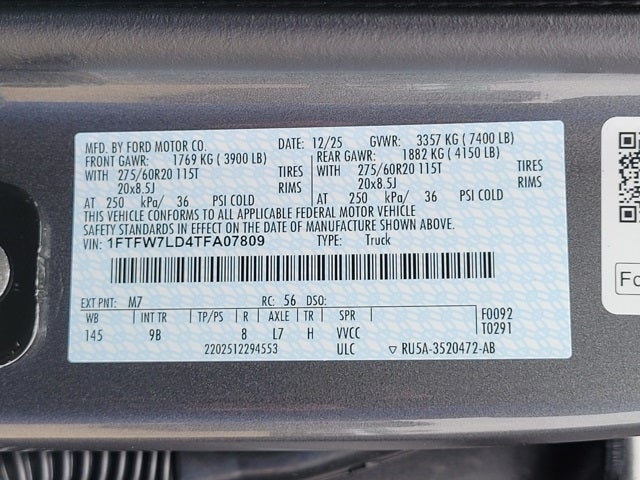 MFD. BY FORD MOTOR CO. DATE: 12/25 GVWR: 3357 KG ( 7400 LB)
FRONT GAWR: 1769 KG ( 3900 LB) REAR GAWR: 1882 KG ( 4150 LB)
WITH 275/60R20 115T TIRES WITH 275/60R20 115T TIRES
20x8.5J RIMS 20x8.5J RIMS
AT 250 kPa/ 36 PSI COLD AT 250 kPa/ 36 PSI COLD
THIS VEHICLE CONFORMS TO ALL APPLICABLE FEDERAL MOTOR VEHICLE
SAFETY STANDARDS IN EFFECT ON THE DATE OF MANUFACTURE SHOWN ABOVE.
VIN: 1FTFW7LD4TFA07809 TYPE: Truck
EXT PNT: M7 RC: 56 DSO:
WB INT TR TP/PS R AXLE TR SPR F0092
145 9B 8 L7 H VVCC T0291
2202512294553 ULC ▽ RU5A-3520472-AB
Fo